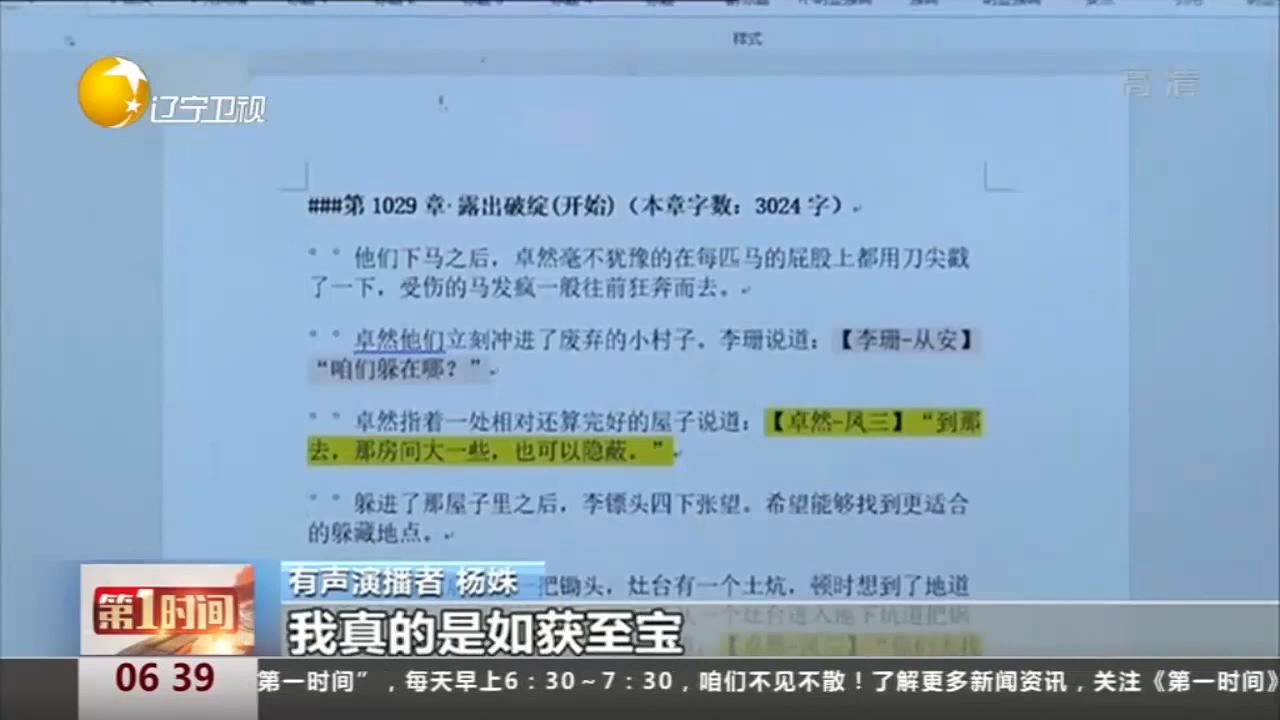 样式
辽宁卫视
高清
###第 1029 章· 露出破绽(开始)（本章字数：3024 字）
他们下马之后，卓然毫不犹豫的在每匹马的屁股上都用刀尖戳
了一下，受伤的马发疯一般往前狂奔而去。
卓然他们立刻冲进了废弃的小村子。李珊说道：【李珊-从安】
“咱们躲在哪？”
卓然指着一处相对还算完好的屋子说道：【卓然-凤三】“到那
去，那房间大一些，也可以隐蔽。”
躲进了那屋子里之后，李镖头四下张望。希望能够找到更适合
的躲藏地点。
一把锄头，灶台有一个土坑，顿时想到了地道
有声演播者 杨姝
第1时间
我真的是如获至宝
06 39
第一时间”，每天早上6：30～7：30，咱们不见不散！了解更多新闻资讯，关注《第一时间》